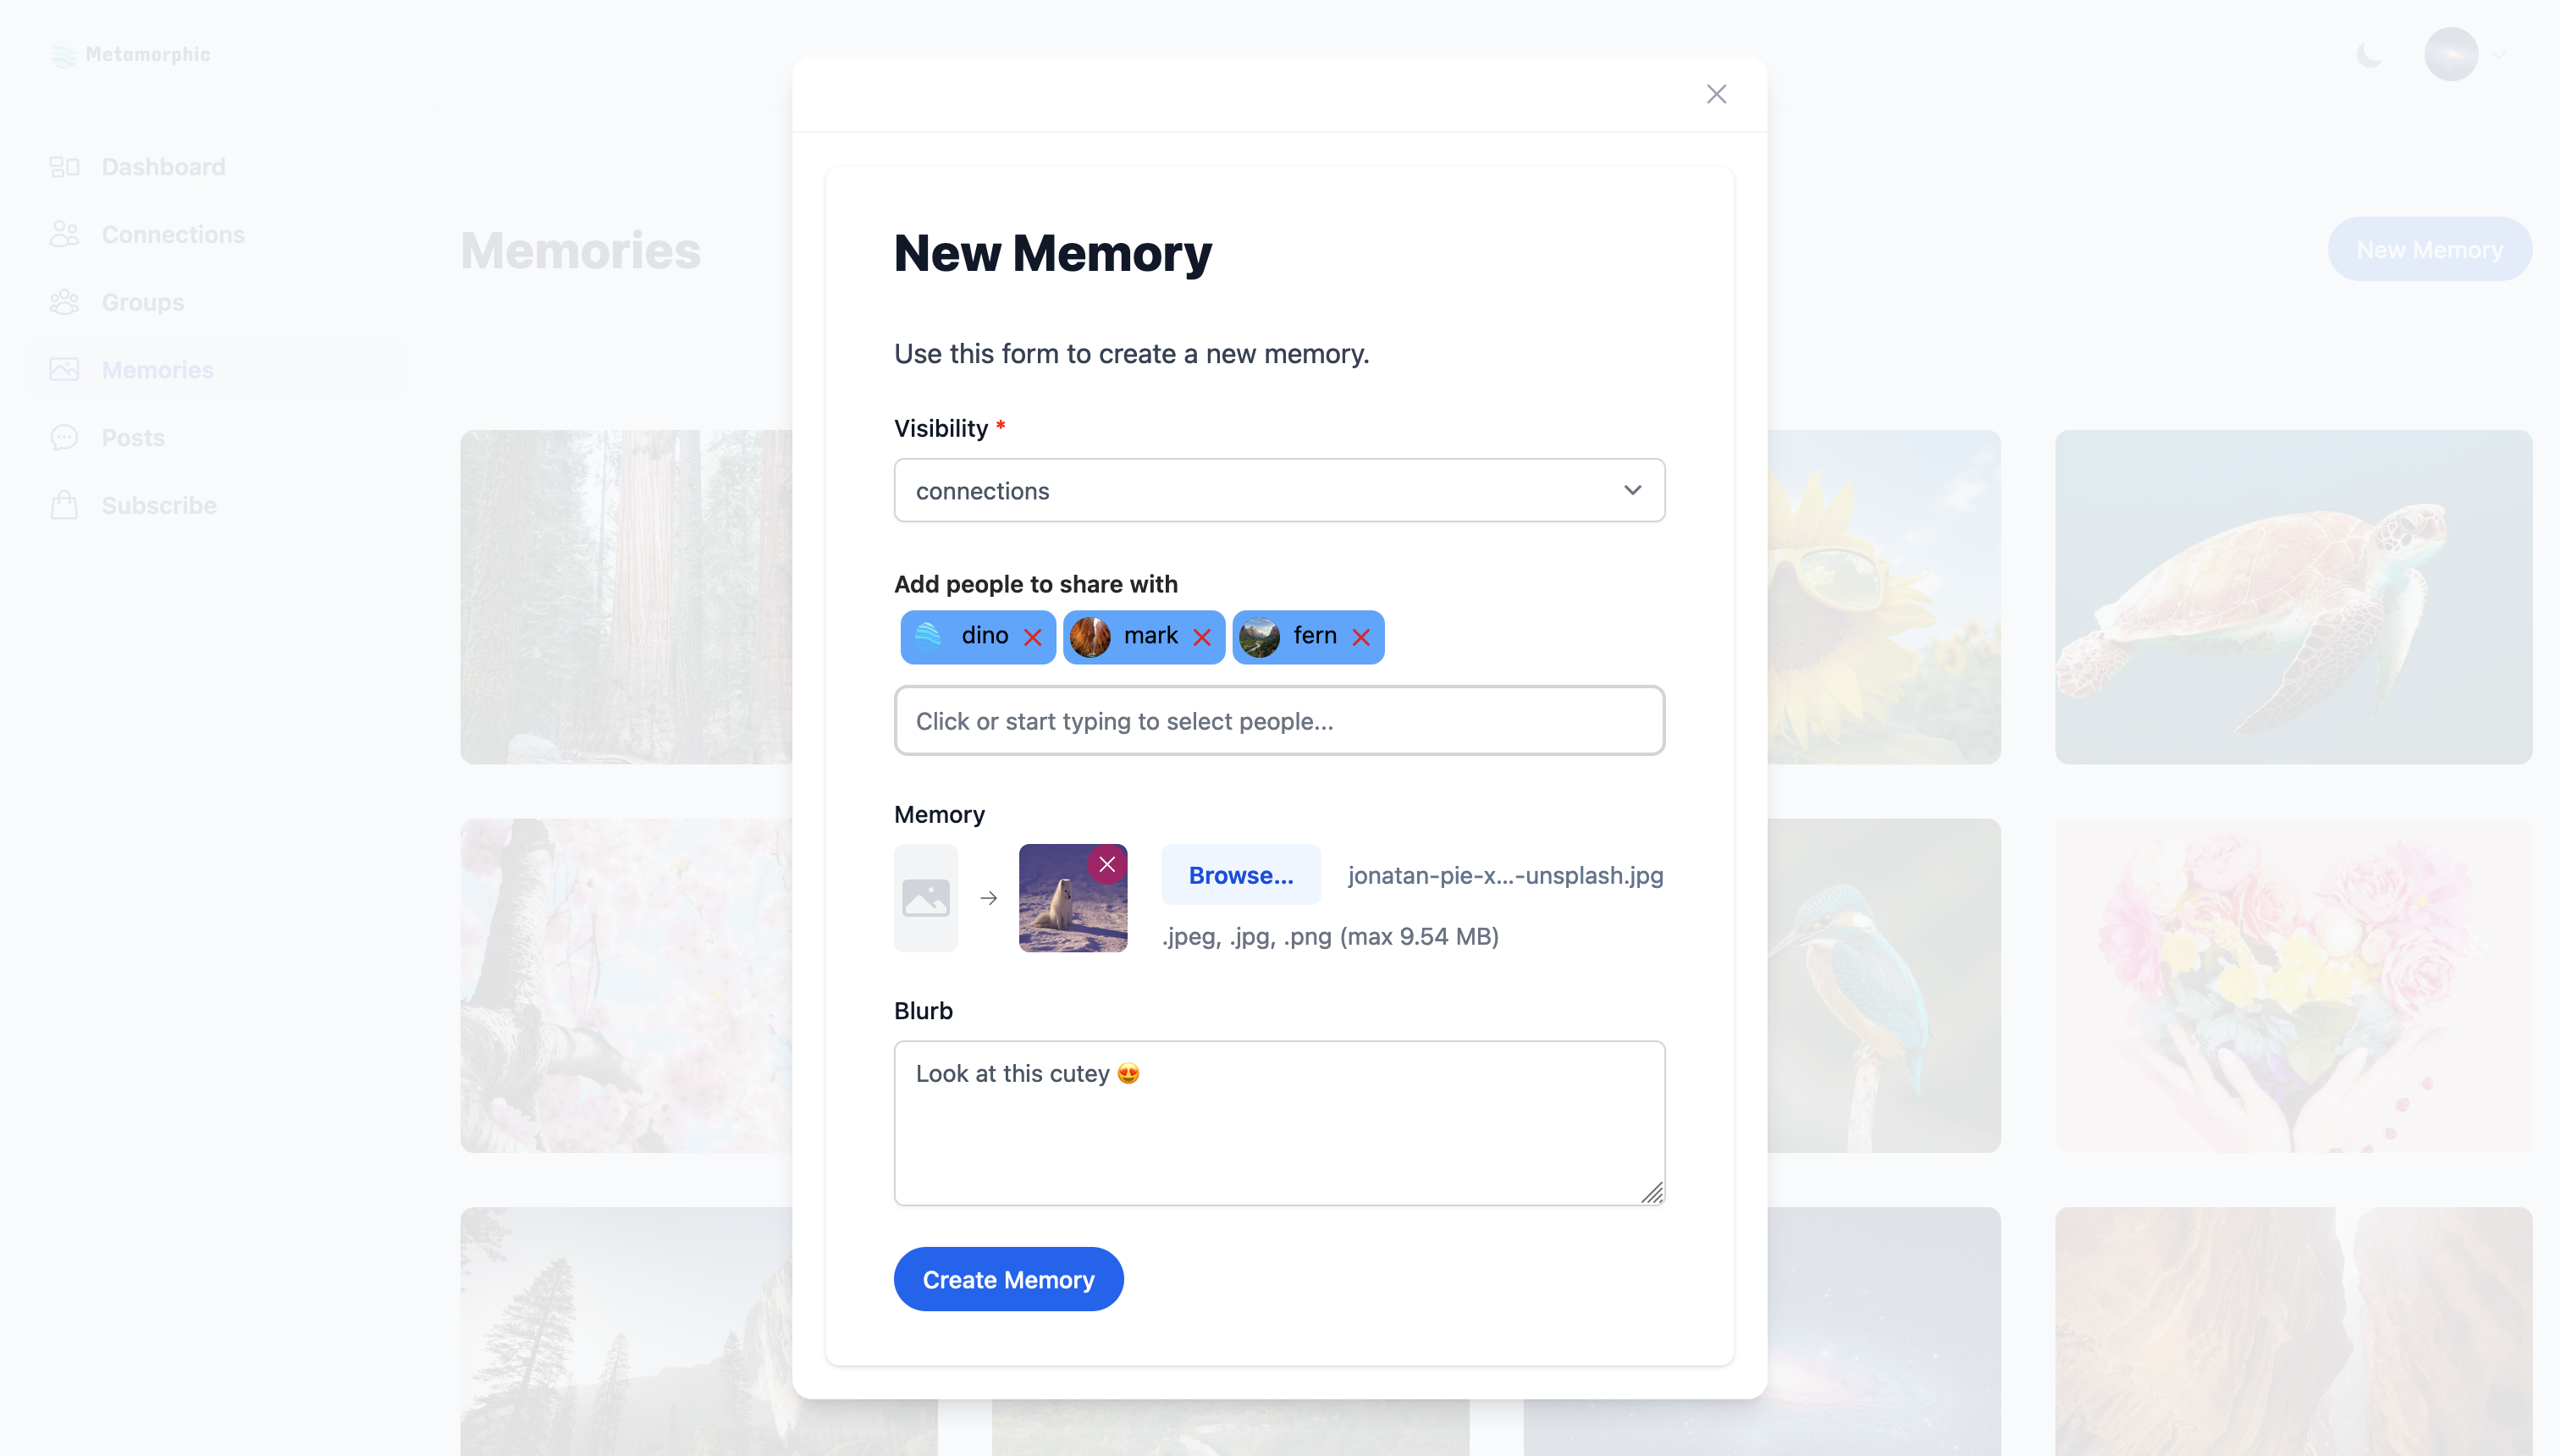 Metamorphic
Dashboard
Connections
Groups
Memories
Posts
Subscribe
Memories
New Memory
New Memory
Use this form to create a new memory.
Visibility *
connections
Add people to share with
dino
mark
fern
Click or start typing to select people...
Memory
Browse...
jonatan-pie-x...-unsplash.jpg
.jpeg, .jpg, .png (max 9.54 MB)
Blurb
Look at this cutey 😍
Create Memory